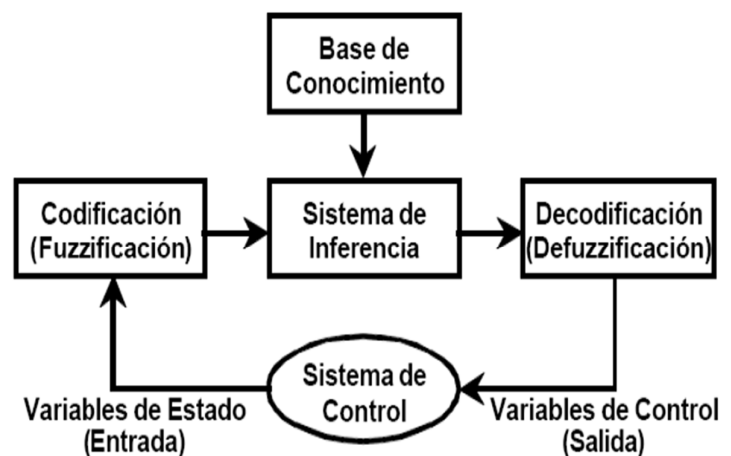 Base de
Conocimiento
Codificación
(Fuzzificación)
Sistema de
Inferencia
Decodificación
(Defuzzificación)
Sistema de
Control
Variables de Estado
(Entrada)
Variables de Control
(Salida)